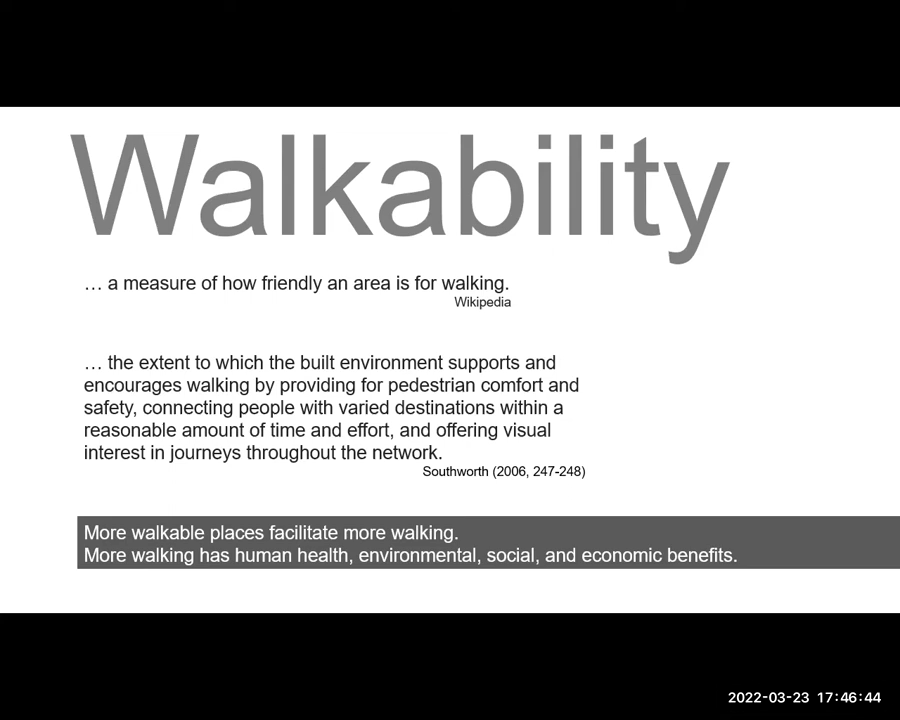 Walkability
… a measure of how friendly an area is for walking.
Wikipedia
… the extent to which the built environment supports and
encourages walking by providing for pedestrian comfort and
safety, connecting people with varied destinations within a
reasonable amount of time and effort, and offering visual
interest in journeys throughout the network.
Southworth (2006, 247-248)
More walkable places facilitate more walking.
More walking has human health, environmental, social, and economic benefits.
2022-03-23 17:46:44